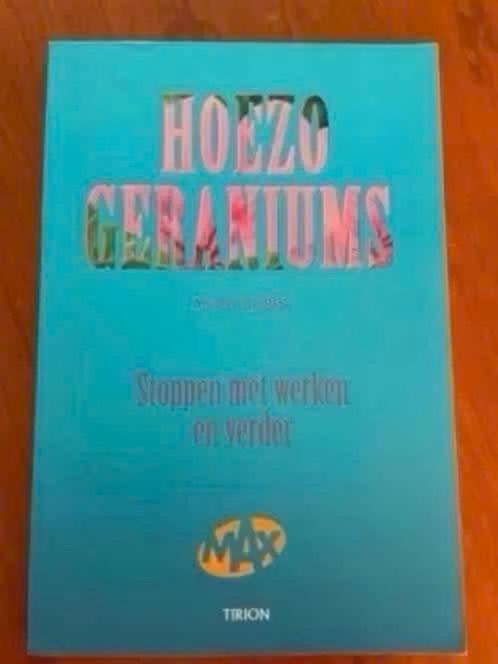 HOEZO
GERANIUMS
Stoppen met werken
en verder
MAX
TIRION